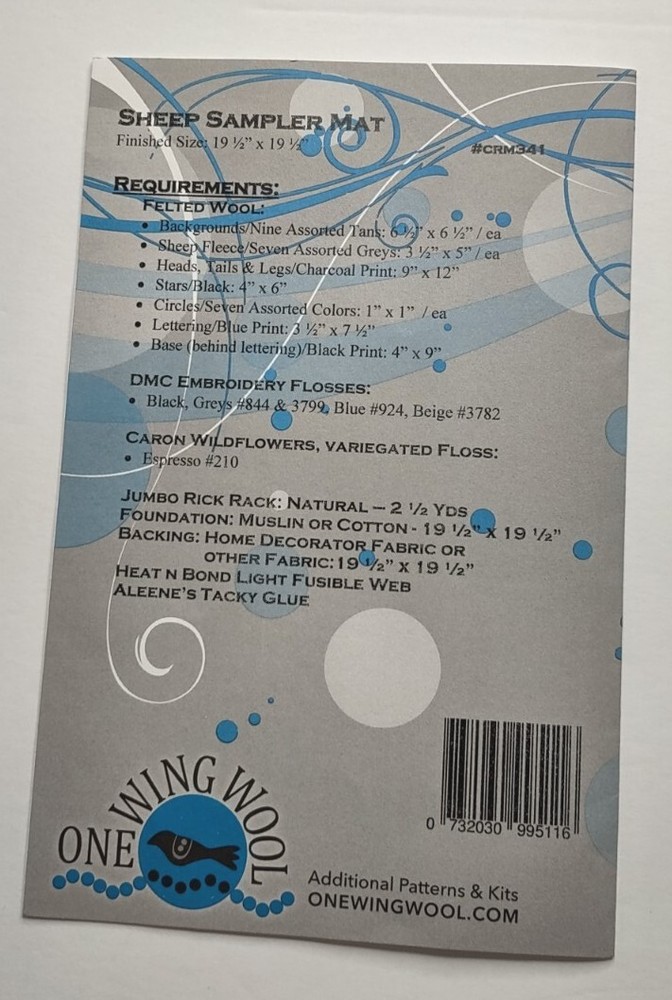 SHEEP SAMPLER MAT
Finished Size: 19 ½” x 19 ½”
#CRM341
REQUIREMENTS:
FELTED WOOL:
• Backgrounds/Nine Assorted Tans: 6 ½” x 6 ½” / ea
• Sheep Fleece/Seven Assorted Greys: 3 ½” x 5” / ea
• Heads, Tails & Legs/Charcoal Print: 9” x 12”
• Stars/Black: 4” x 6”
• Circles/Seven Assorted Colors: 1” x 1” / ea
• Lettering/Blue Print: 3 ½” x 7 ½”
• Base (behind lettering)/Black Print: 4” x 9”
DMC EMBROIDERY FLOSSES:
• Black, Greys #844 & 3799, Blue #924, Beige #3782
CARON WILDFLOWERS, VARIEGATED FLOSS:
• Espresso #210
JUMBO RICK RACK: NATURAL – 2 ½ YDS
FOUNDATION: MUSLIN OR COTTON - 19 ½” X 19 ½”
BACKING: HOME DECORATOR FABRIC OR
OTHER FABRIC: 19 ½” X 19 ½”
HEAT N BOND LIGHT FUSIBLE WEB
ALEENE'S TACKY GLUE
ONE WING WOOL
0 732030 995116
Additional Patterns & Kits
ONEWINGWOOL.COM